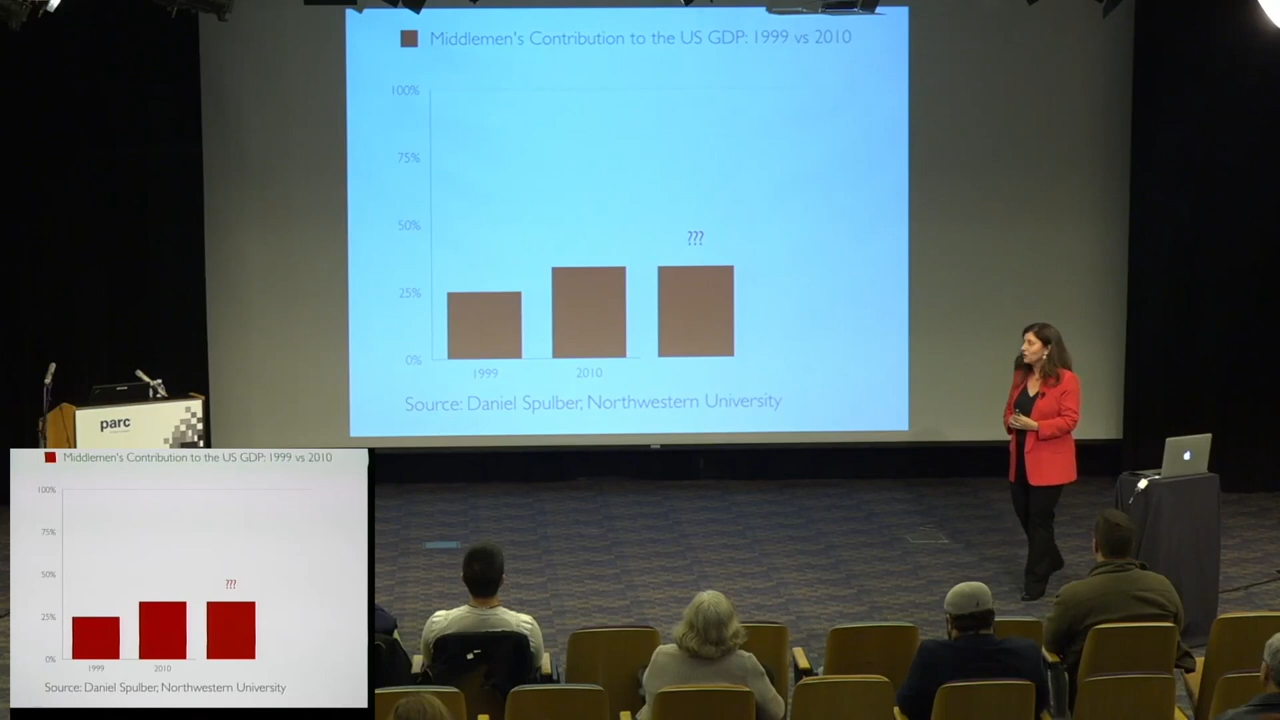 Middlemen's Contribution to the US GDP: 1999 vs 2010
100%
75%
50%
???
25%
0%
1999 2010
Source: Daniel Spulber, Northwestern University
parc
Middlemen's Contribution to the US GDP: 1999 vs 2010
100%
75%
50%
???
25%
0%
1999 2010
Source: Daniel Spulber, Northwestern University